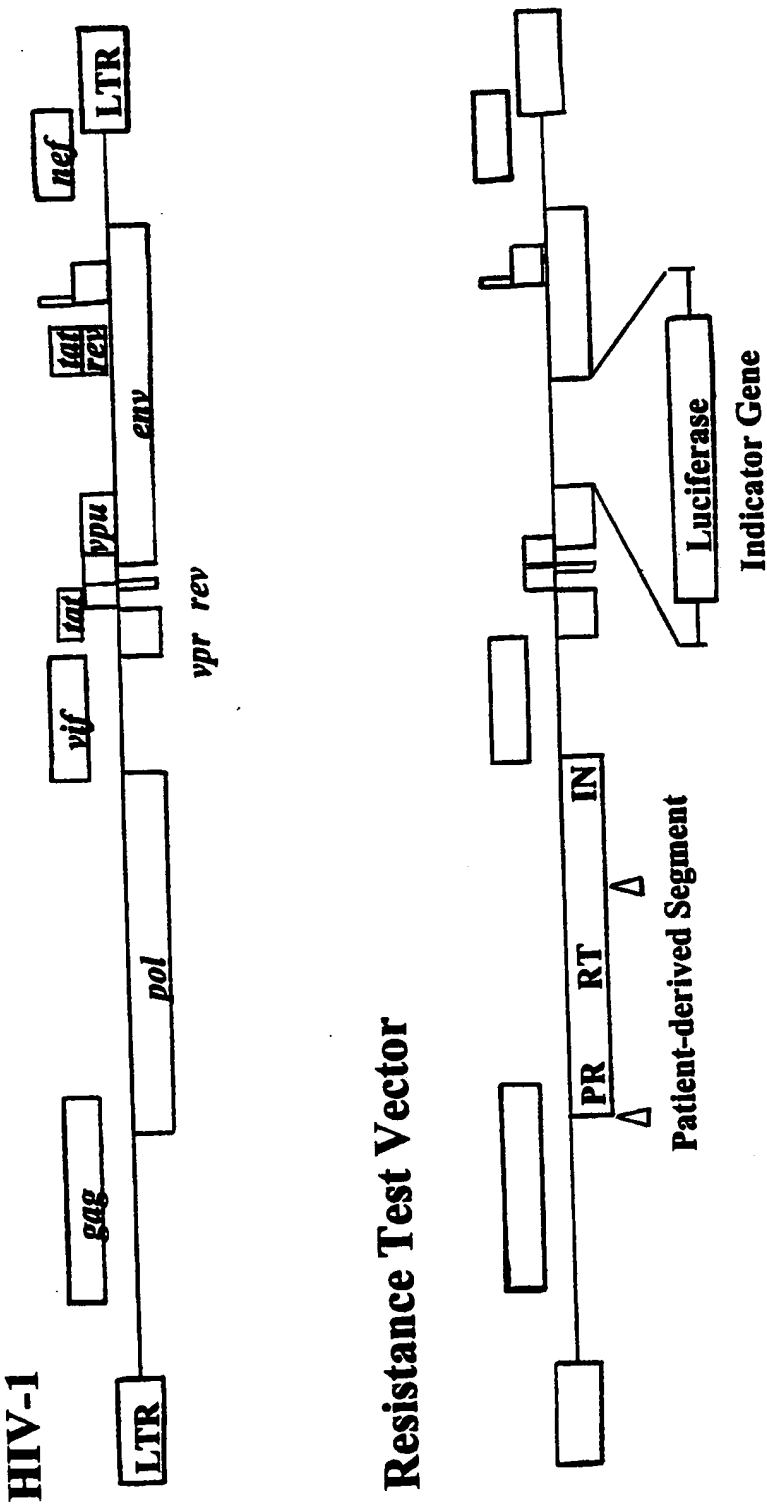 HIV-1
LTR
gag
pol
vif
tat
vpr rev
vpu
env
tat
rev
nef
LTR
Resistance Test Vector
PR RT IN
Patient-derived Segment
Luciferase
Indicator Gene